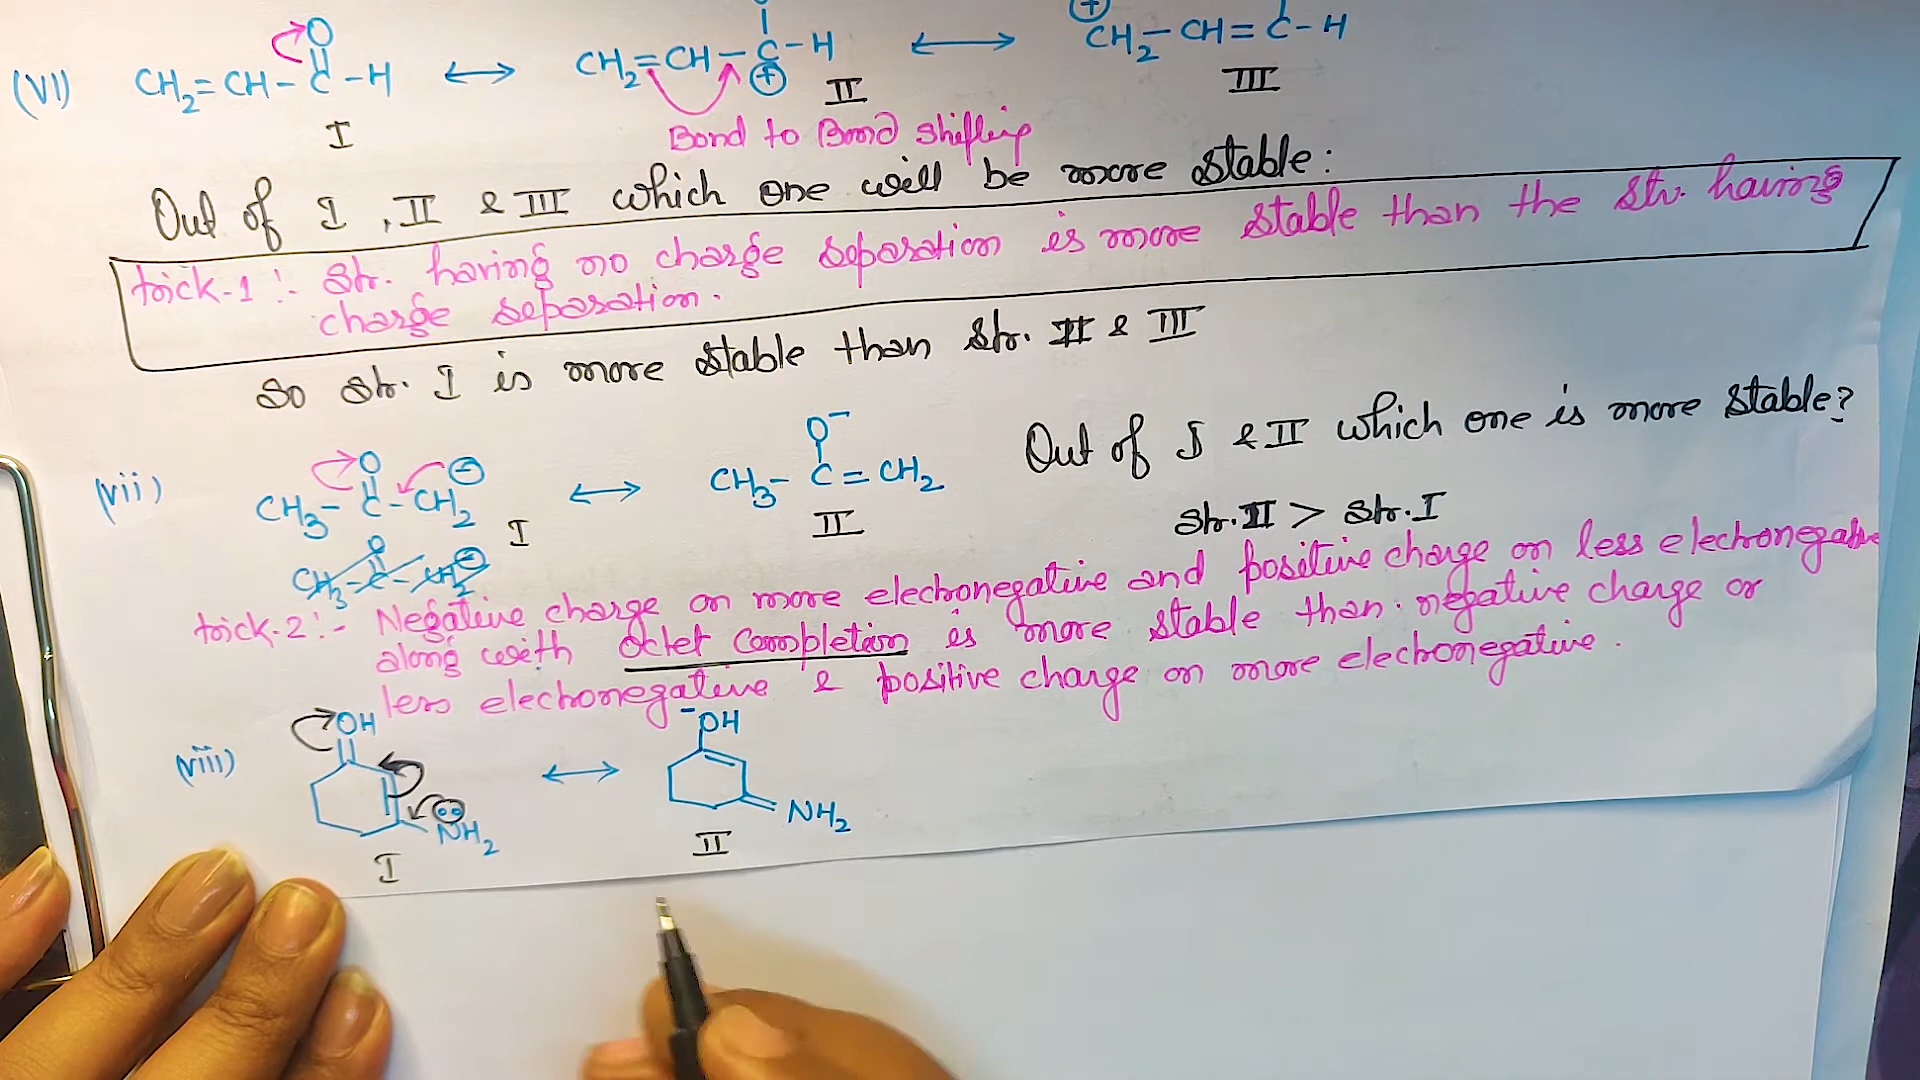 (VI) CH₂=CH-C-H ↔ CH₂=CH-C-H ↔ CH₂-CH=C-H
O
⊕
⊕
I
II
III
Bond to Bond shifting
Out of I, II & III which one will be more stable:
trick-1 :- Str. having no charge separation is more stable than the str. having
charge separation.
So Str. I is more stable than str. II & III
(vii) CH₃-C-CH₂ ↔ CH₃-C=CH₂
O ⊖
O⁻
I
II
Out of I & II which one is more stable?
Str. II > Str. I
trick-2 :- Negative charge on more electronegative and positive charge on less electronegative
along with Octet Completion is more stable than negative charge or
less electronegative & positive charge on more electronegative.
(viii) OH ↔ ⁻OH
NH₂
NH₂
I
II